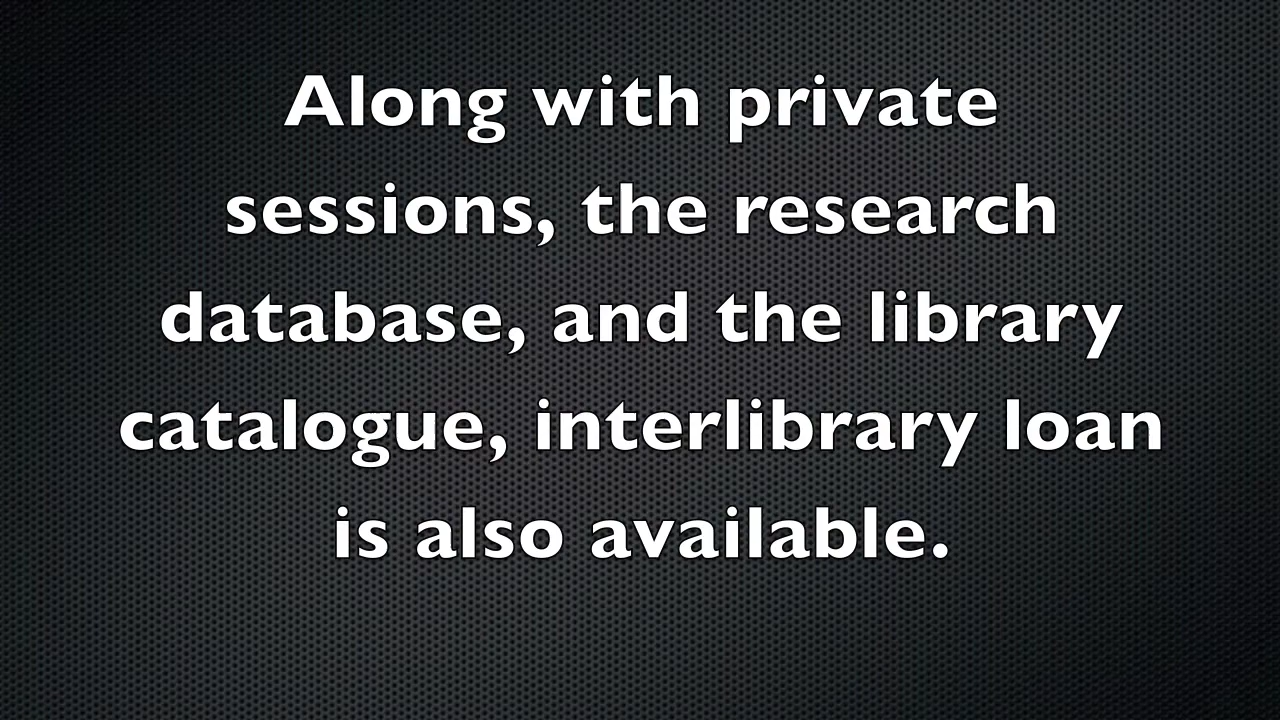 Along with private
sessions, the research
database, and the library
catalogue, interlibrary loan
is also available.